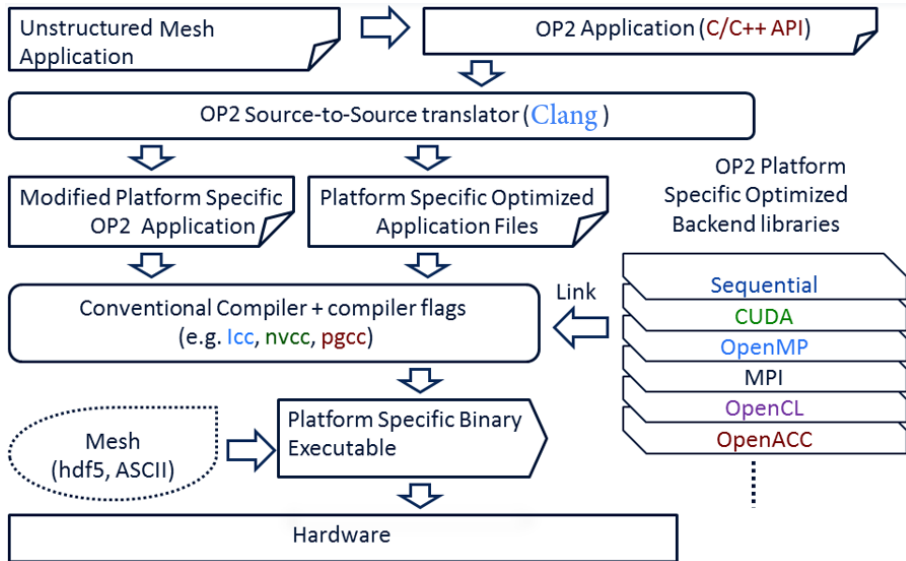 Unstructured Mesh
Application
OP2 Application (C/C++ API)
OP2 Source-to-Source translator (Clang )
Modified Platform Specific
OP2 Application
Platform Specific Optimized
Application Files
OP2 Platform
Specific Optimized
Backend libraries
Conventional Compiler + compiler flags
(e.g. Icc, nvcc, pgcc)
Link
Sequential
CUDA
OpenMP
MPI
OpenCL
OpenACC
Mesh
(hdf5, ASCII)
Platform Specific Binary
Executable
Hardware